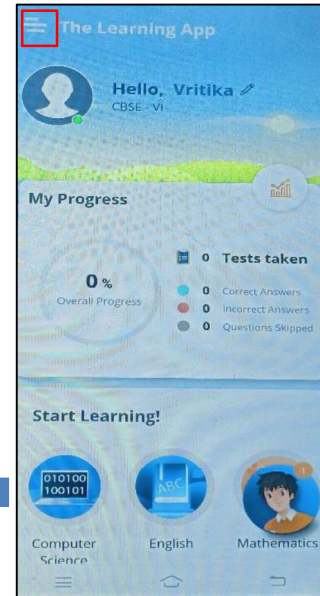 The Learning App
Hello, Vritika
CBSE - VI
My Progress
0 Tests taken
0 %
Overall Progress
0 Correct Answers
0 Incorrect Answers
0 Questions Skipped
Start Learning!
010100
100101
ABC
1
Computer
Science
English
Mathematics